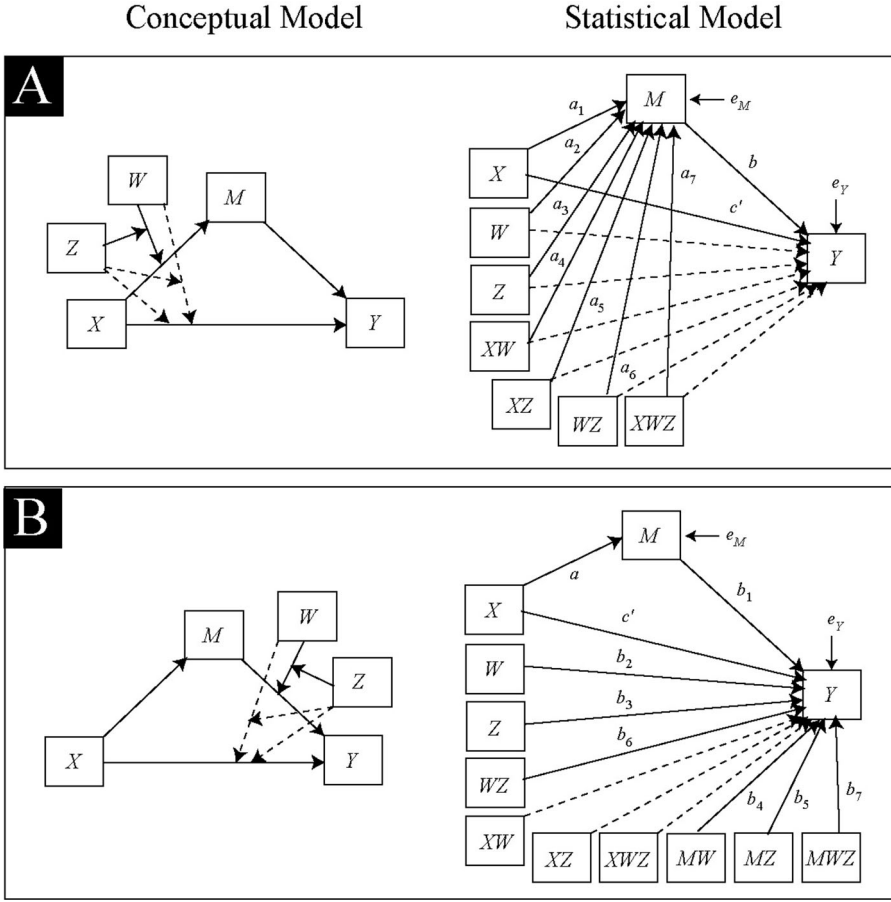 Conceptual Model Statistical Model
A
M
e_M
a_1
a_2
b
X
a_7
W
M
e_Y
c'
a_3
W
Z
Y
a_4
Z
a_5
X
Y
XW
a_6
XZ
WZ
XWZ
B
M
e_M
a
b_1
X
W
c'
e_Y
M
b_2
W
Z
b_3
Y
Z
b_6
X
Y
WZ
b_4
b_5
b_7
XW
XZ
XWZ
MW
MZ
MWZ